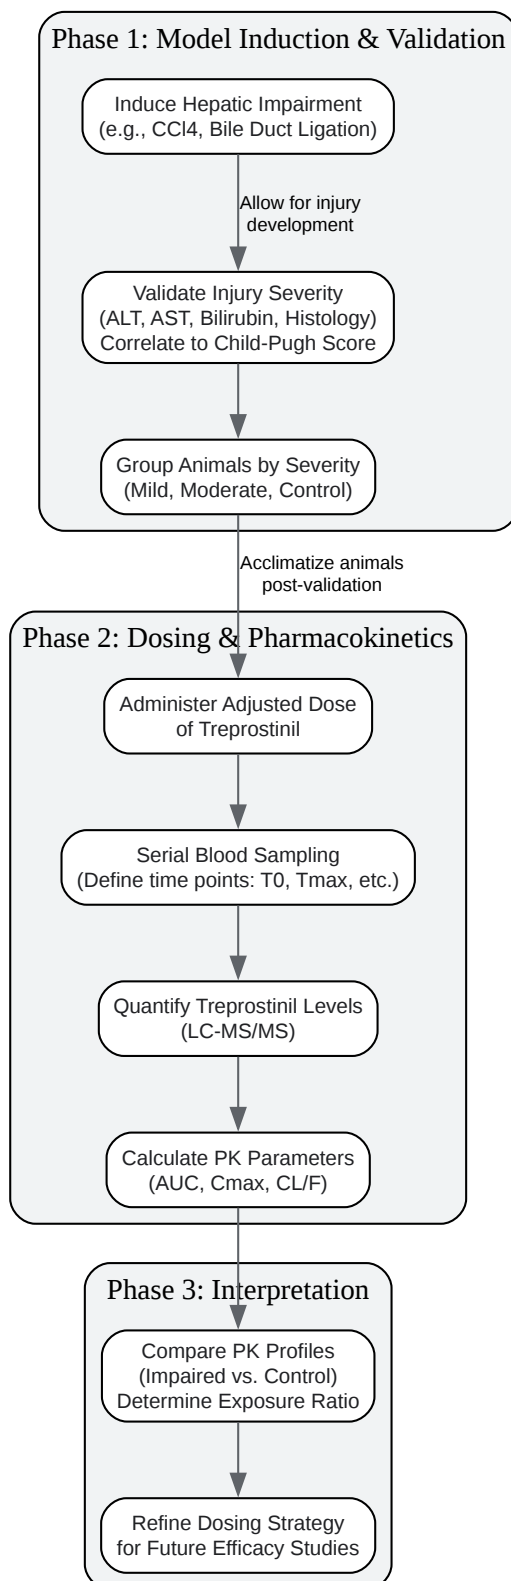 Phase 1: Model Induction & Validation
Induce Hepatic Impairment
(e.g., CCl4, Bile Duct Ligation)
Allow for injury
development
Validate Injury Severity
(ALT, AST, Bilirubin, Histology)
Correlate to Child-Pugh Score
Group Animals by Severity
(Mild, Moderate, Control)
Acclimatize animals
post-validation
Phase 2: Dosing & Pharmacokinetics
Administer Adjusted Dose
of Treprostinil
Serial Blood Sampling
(Define time points: T0, Tmax, etc.)
Quantify Treprostinil Levels
(LC-MS/MS)
Calculate PK Parameters
(AUC, Cmax, CL/F)
Phase 3: Interpretation
Compare PK Profiles
(Impaired vs. Control)
Determine Exposure Ratio
Refine Dosing Strategy
for Future Efficacy Studies